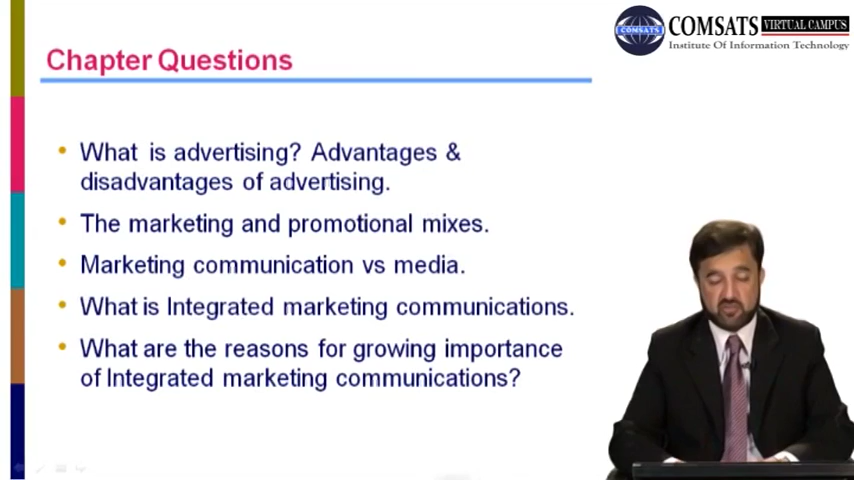 COMSATS VIRTUAL CAMPUS
COMSATS
Institute Of Information Technology
Chapter Questions
• What is advertising? Advantages &
disadvantages of advertising.
• The marketing and promotional mixes.
• Marketing communication vs media.
• What is Integrated marketing communications.
• What are the reasons for growing importance
of Integrated marketing communications?